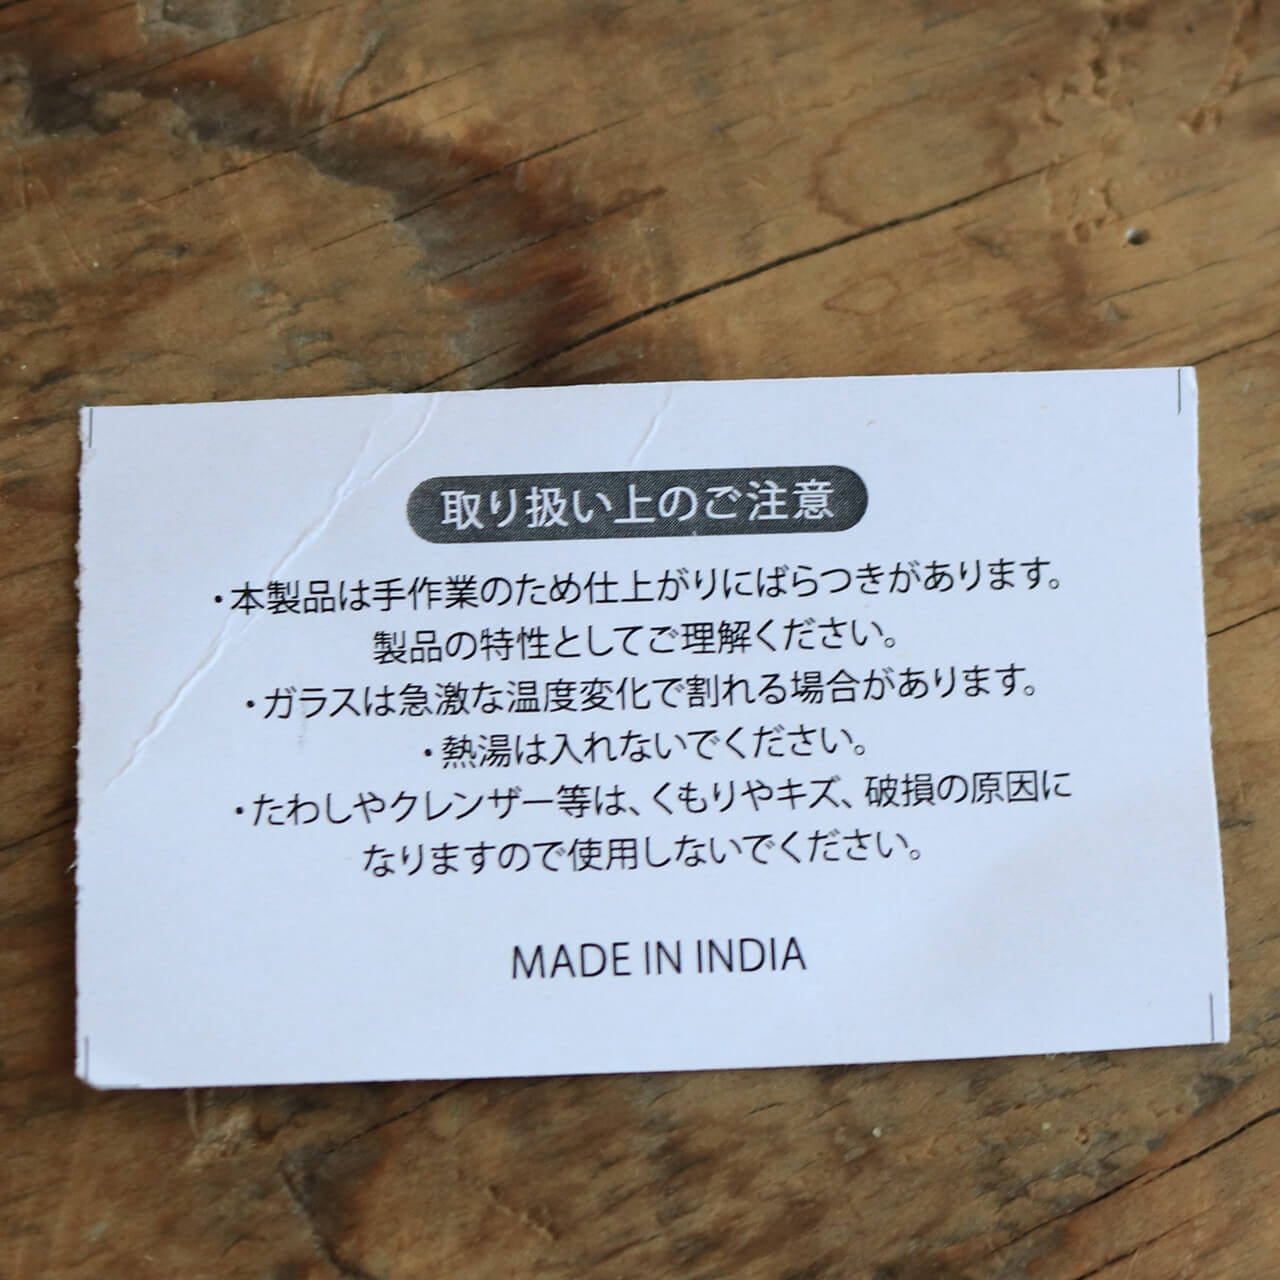 取り扱い上のご注意
・本製品は手作業のため仕上がりにばらつきがあります。
製品の特性としてご理解ください。
・ガラスは急激な温度変化で割れる場合があります。
・熱湯は入れないでください。
・たわしやクレンザー等は、くもりやキズ、破損の原因に
なりますので使用しないでください。
MADE IN INDIA